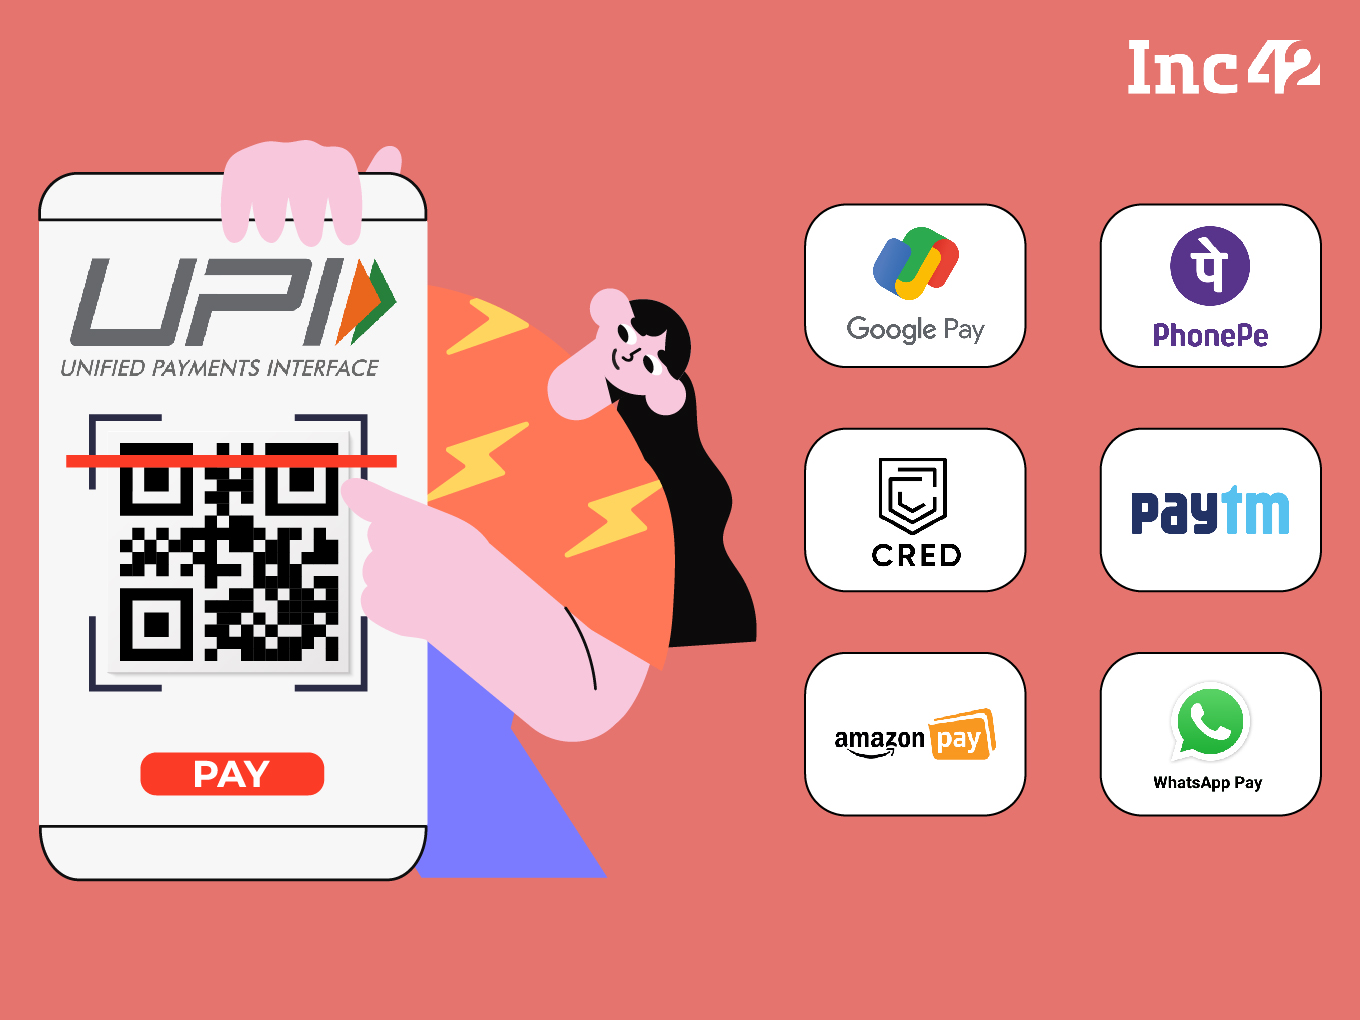 Inc42
UPI
UNIFIED PAYMENTS INTERFACE
PAY
Google Pay
पे
PhonePe
CRED
paytm
amazon pay
WhatsApp Pay